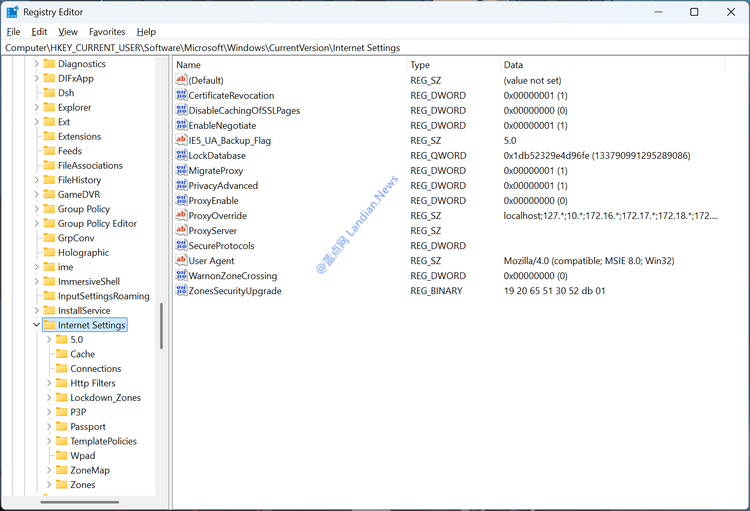 Registry Editor
File Edit View Favorites Help
Computer\HKEY_CURRENT_USER\Software\Microsoft\Windows\CurrentVersion\Internet Settings
Diagnostics
DIFxApp
Dsh
Explorer
Ext
Extensions
Feeds
FileAssociations
FileHistory
GameDVR
Group Policy
Group Policy Editor
GrpConv
Holographic
ime
ImmersiveShell
InputSettingsRoaming
InstallService
Internet Settings
5.0
Cache
Connections
Http Filters
Lockdown_Zones
P3P
Passport
TemplatePolicies
Wpad
ZoneMap
Zones
Name Type Data
(Default) REG_SZ (value not set)
CertificateRevocation REG_DWORD 0x00000001 (1)
DisableCachingOfSSLPages REG_DWORD 0x00000000 (0)
EnableNegotiate REG_DWORD 0x00000001 (1)
IE5_UA_Backup_Flag REG_SZ 5.0
LockDatabase REG_QWORD 0x1db52329e4d96fe (133790991295289086)
MigrateProxy REG_DWORD 0x00000001 (1)
PrivacyAdvanced REG_DWORD 0x00000000 (0)
ProxyEnable REG_DWORD 0x00000000 (0)
ProxyOverride REG_SZ localhost;127.*;10.*;172.16.*;172.17.*;172.18.*;172....
ProxyServer REG_SZ
SecureProtocols REG_DWORD
User Agent REG_SZ Mozilla/4.0 (compatible; MSIE 8.0; Win32)
WarnonZoneCrossing REG_DWORD 0x00000000 (0)
ZonesSecurityUpgrade REG_BINARY 19 20 65 51 30 52 db 01
@蓝点网 Landian.News